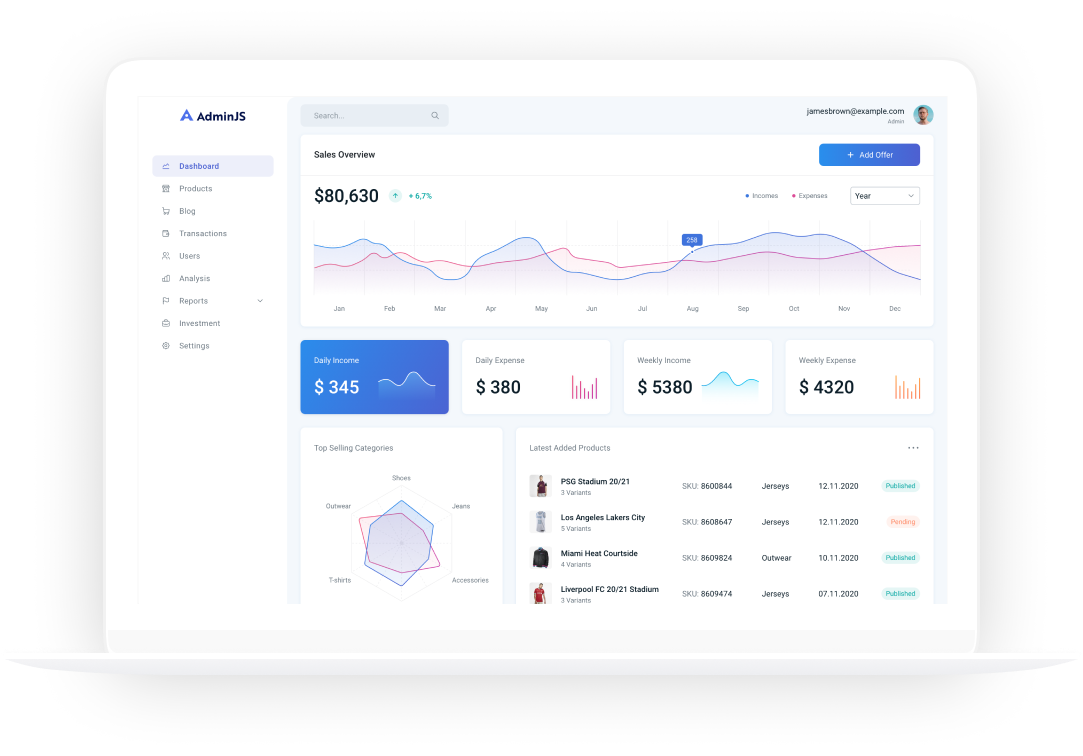 AdminJS
Search...
jamesbrown@example.com
Admin
Dashboard
Products
Blog
Transactions
Users
Analysis
Reports
Investment
Settings
Sales Overview
+ Add Offer
$80,630
+ 6,7%
Incomes
Expenses
Year
258
Jan Feb Mar Apr May Jun Jul Aug Sep Oct Nov Dec
Daily Income
$ 345
Daily Expense
$ 380
Weekly Income
$ 5380
Weekly Expense
$ 4320
Top Selling Categories
Shoes
Outwear
Jeans
T-shirts
Accessories
Latest Added Products
PSG Stadium 20/21
3 Variants
SKU: 8600844 Jerseys 12.11.2020 Published
Los Angeles Lakers City
5 Variants
SKU: 8608647 Jerseys 12.11.2020 Pending
Miami Heat Courtside
4 Variants
SKU: 8609824 Outwear 10.11.2020 Published
Liverpool FC 20/21 Stadium
3 Variants
SKU: 8609474 Jerseys 07.11.2020 Published